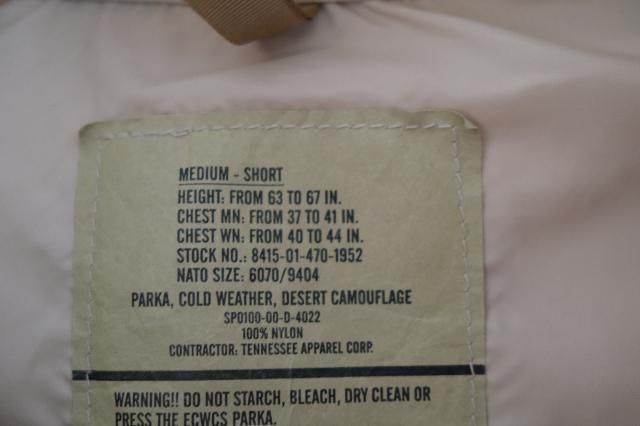 MEDIUM - SHORT
HEIGHT: FROM 63 TO 67 IN.
CHEST MN: FROM 37 TO 41 IN.
CHEST WN: FROM 40 TO 44 IN.
STOCK NO.: 8415-01-470-1952
NATO SIZE: 6070/9404
PARKA, COLD WEATHER, DESERT CAMOUFLAGE
SPO100-00-D-4022
100% NYLON
CONTRACTOR: TENNESSEE APPAREL CORP.
WARNING!! DO NOT STARCH, BLEACH, DRY CLEAN OR
PRESS THE ECWCS PARKA.